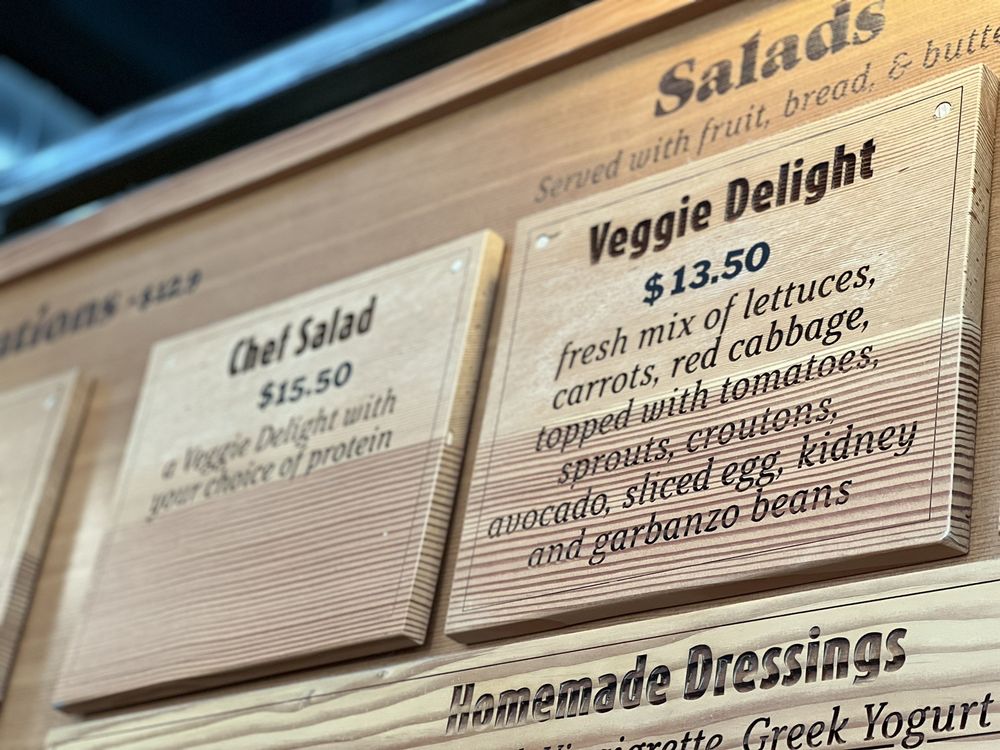 Salads
Served with fruit, bread, &
Veggie Delight
$13.50
fresh mix of lettuces,
carrots, red cabbage,
topped with tomatoes,
sprouts, croutons,
avocado, sliced egg, kidney
and garbanzo beans
Chef Salad
$15.50
a Veggie Delight with
your choice of protein
Homemade Dressings
Greek Yogurt